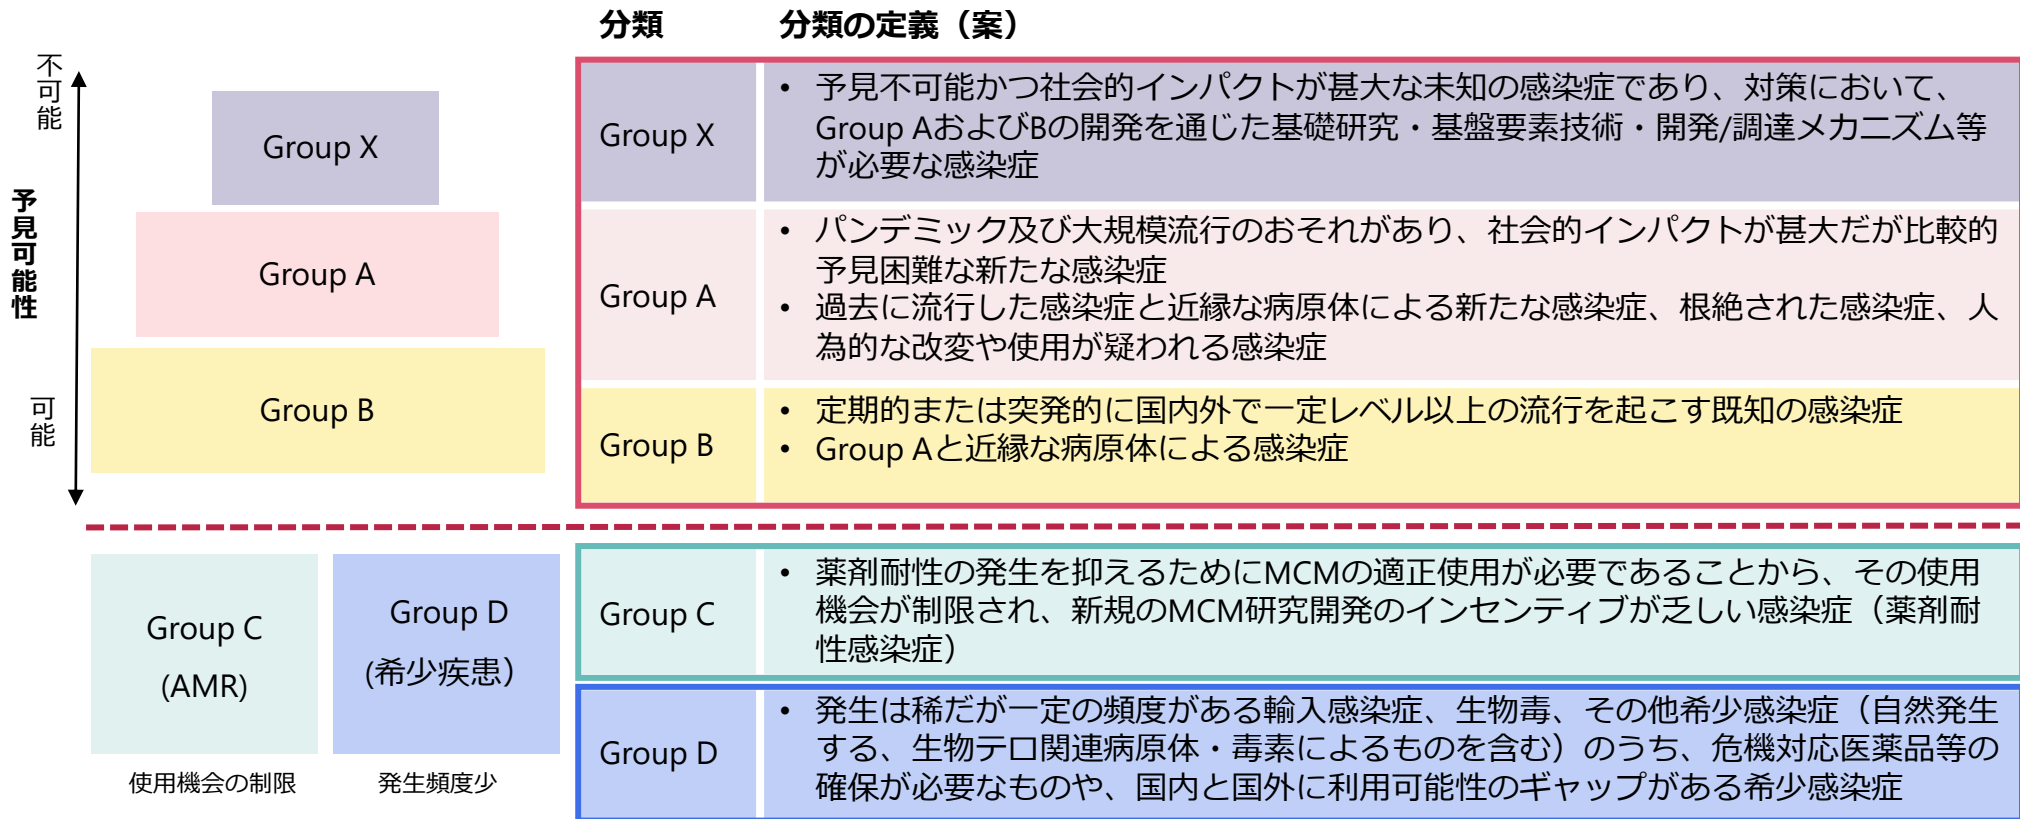 分類
分類の定義（案）
不可能
予見可能性
可能
Group X
Group A
Group B
Group X
• 予見不可能かつ社会的インパクトが甚大な未知の感染症であり、対策において、
Group AおよびBの開発を通じた基礎研究・基盤要素技術・開発/調達メカニズム等
が必要な感染症
Group A
• パンデミック及び大規模流行のおそれがあり、社会的インパクトが甚大だが比較的
予見困難な新たな感染症
• 過去に流行した感染症と近縁な病原体による新たな感染症、根絶された感染症、人
為的な改変や使用が疑われる感染症
Group B
• 定期的または突発的に国内外で一定レベル以上の流行を起こす既知の感染症
• Group Aと近縁な病原体による感染症
Group C
(AMR)
使用機会の制限
Group D
(希少疾患）
発生頻度少
Group C
• 薬剤耐性の発生を抑えるためにMCMの適正使用が必要であることから、その使用
機会が制限され、新規のMCM研究開発のインセンティブが乏しい感染症（薬剤耐
性感染症）
Group D
• 発生は稀だが一定の頻度がある輸入感染症、生物毒、その他希少感染症（自然発生
する、生物テロ関連病原体・毒素によるものを含む）のうち、危機対応医薬品等の
確保が必要なものや、国内と国外に利用可能性のギャップがある希少感染症